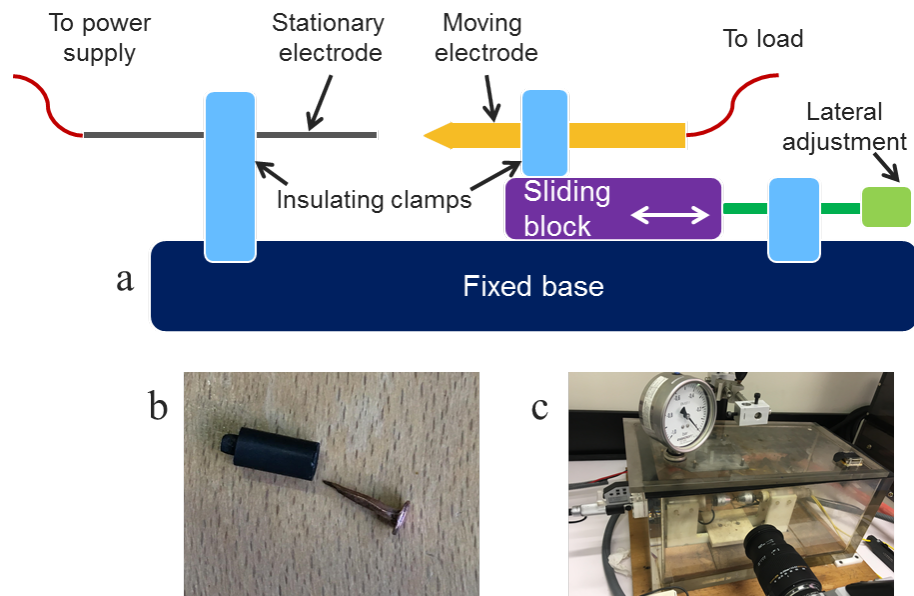 To power
supply
Stationary
electrode
Moving
electrode
To load
Lateral
adjustment
Insulating clamps
Sliding
block
a
Fixed base
b
c